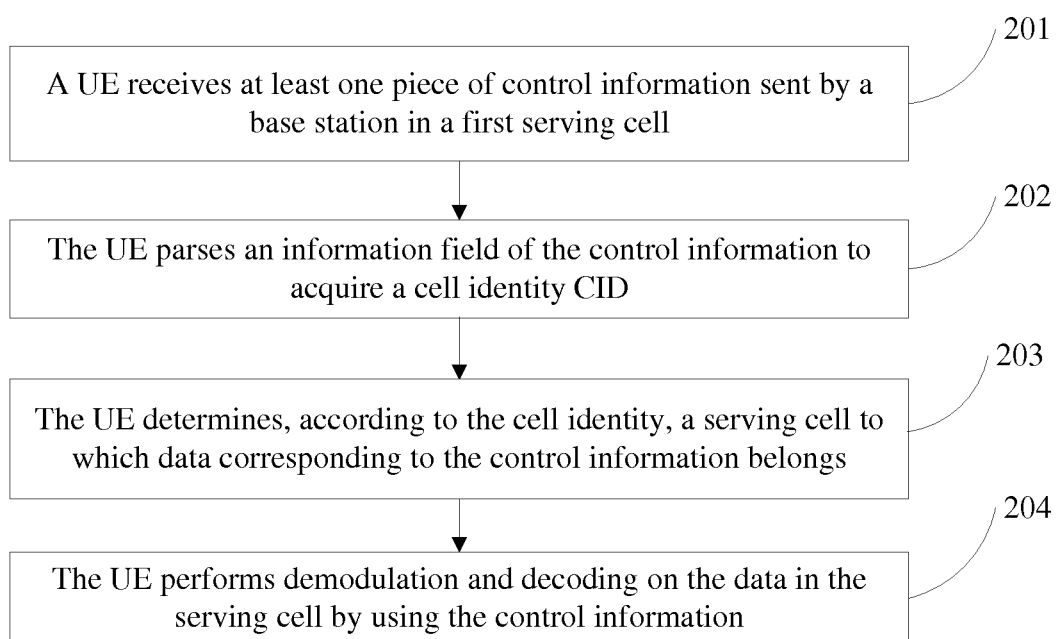 201
A UE receives at least one piece of control information sent by a
base station in a first serving cell
202
The UE parses an information field of the control information to
acquire a cell identity CID
203
The UE determines, according to the cell identity, a serving cell to
which data corresponding to the control information belongs
204
The UE performs demodulation and decoding on the data in the
serving cell by using the control information